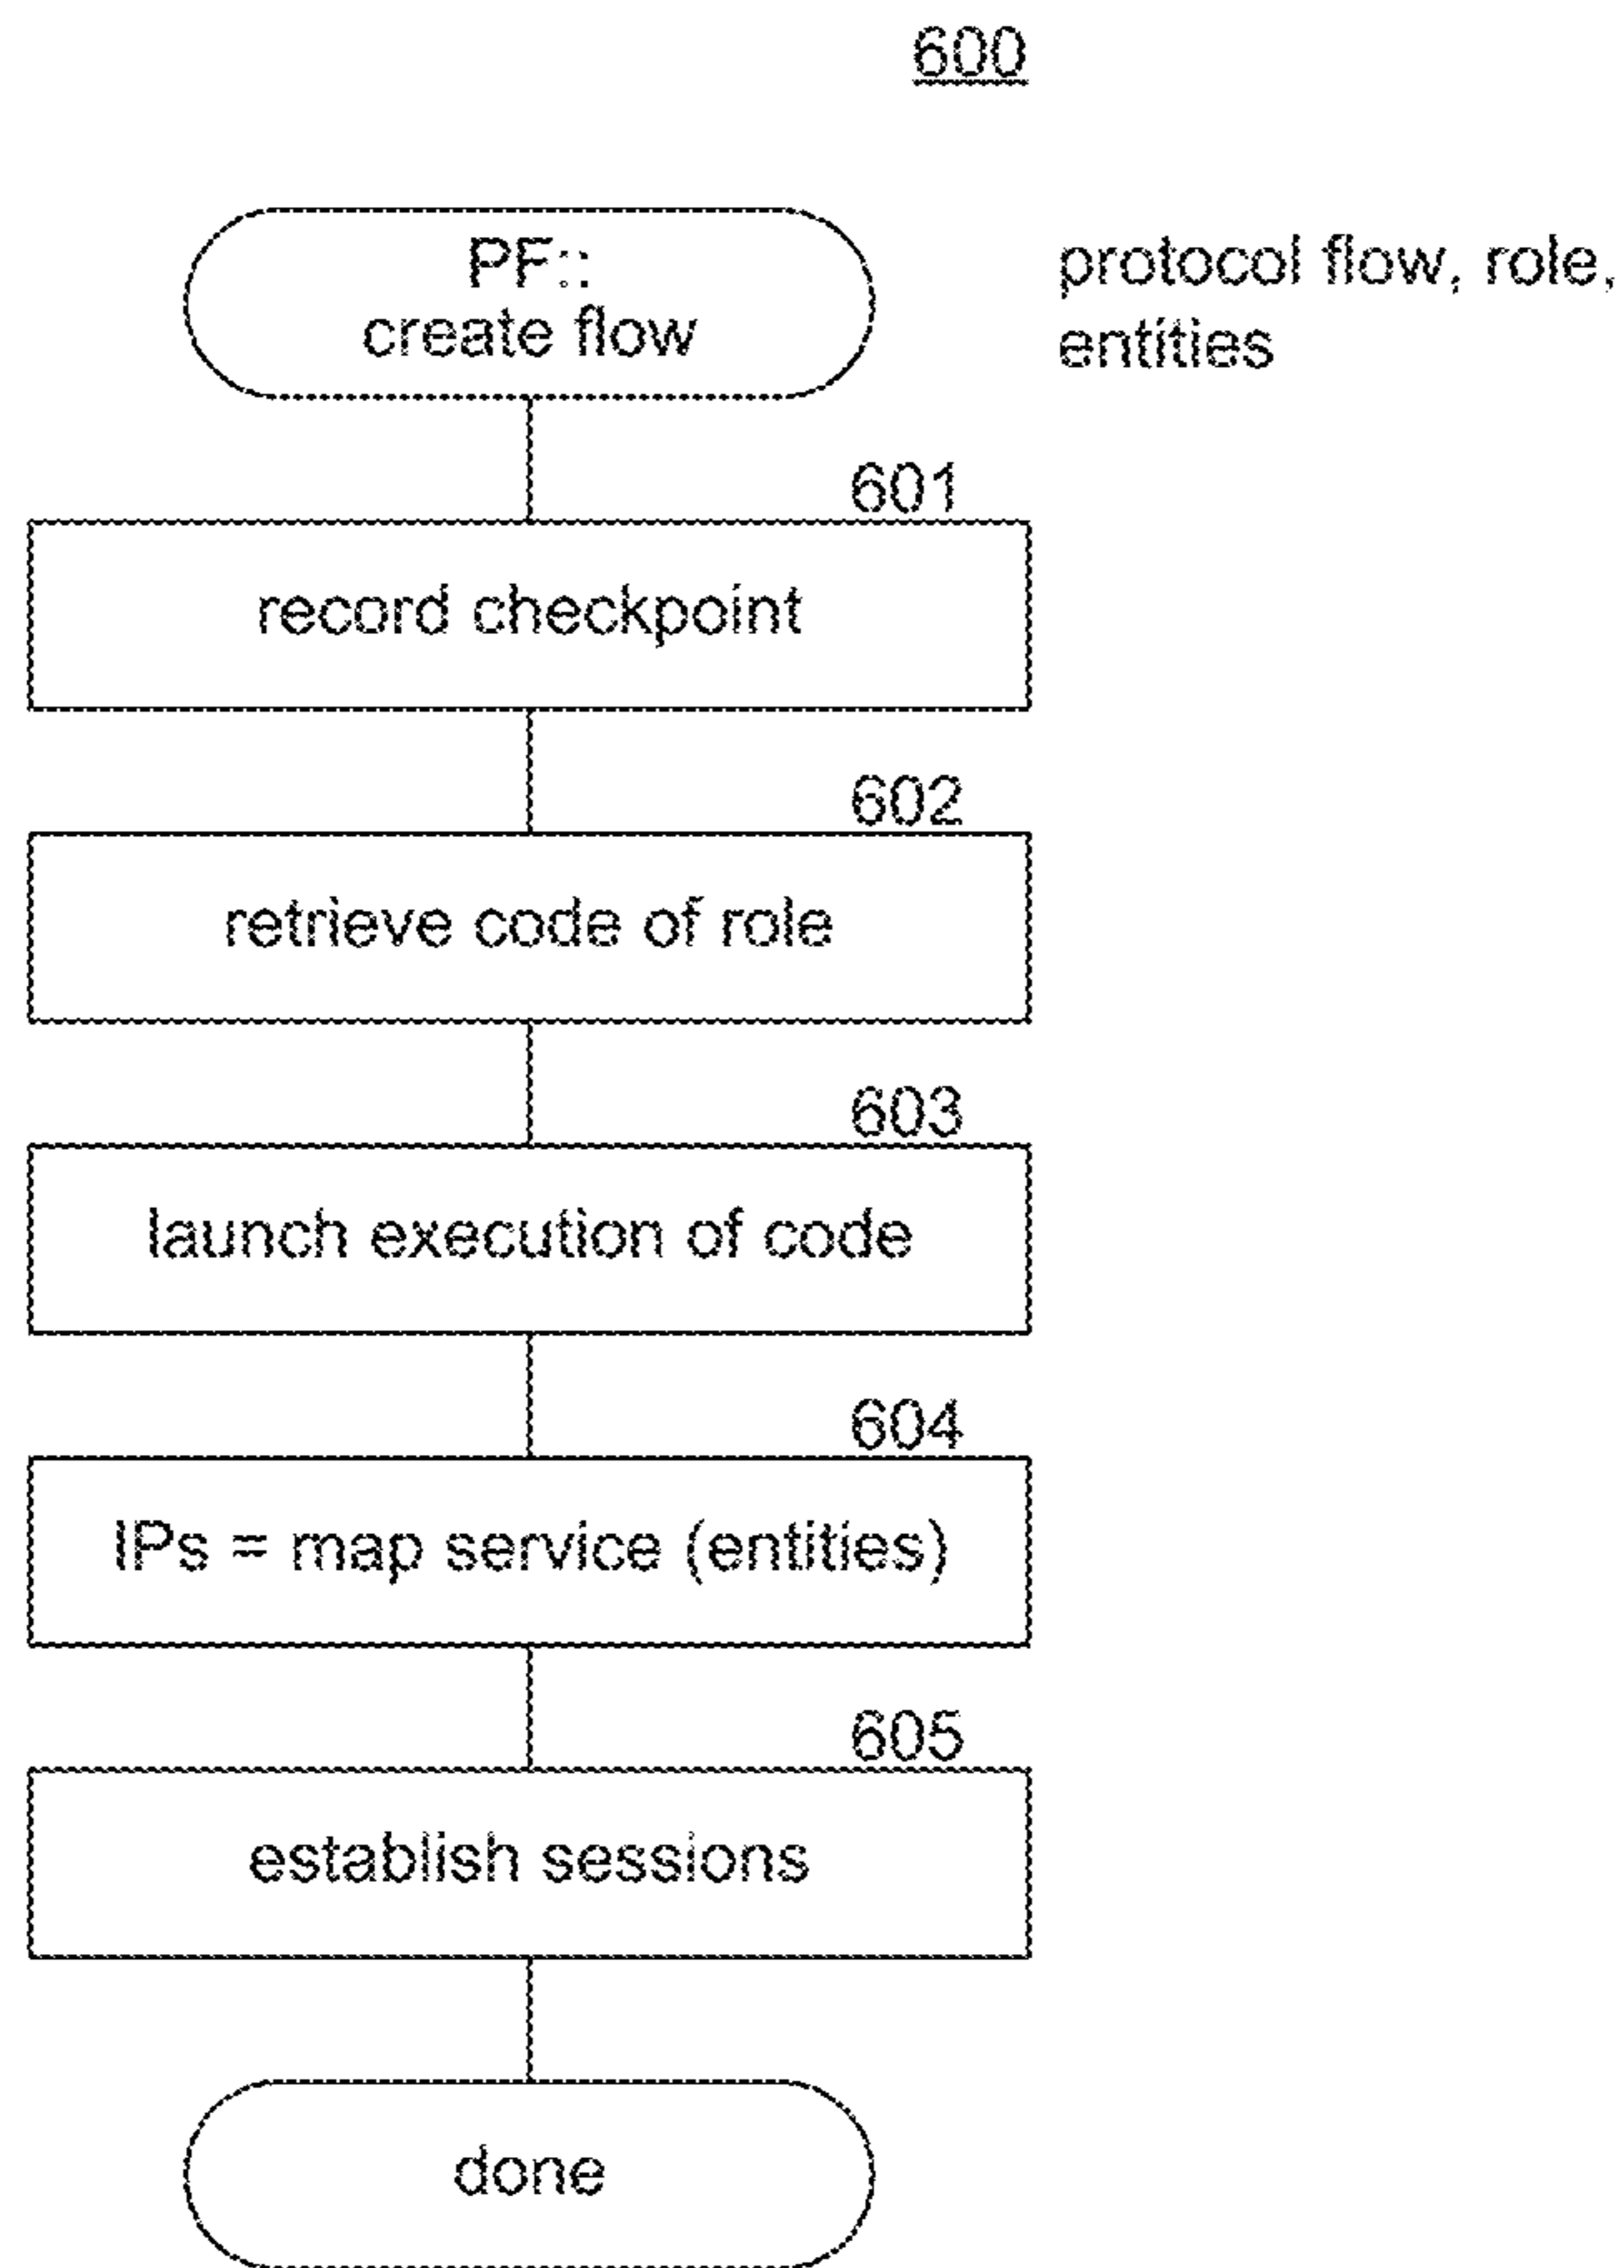 600
PF::
create flow
protocol flow, role,
entities
601
record checkpoint
602
retrieve code of role
603
launch execution of code
604
IPs = map service (entities)
605
establish sessions
done